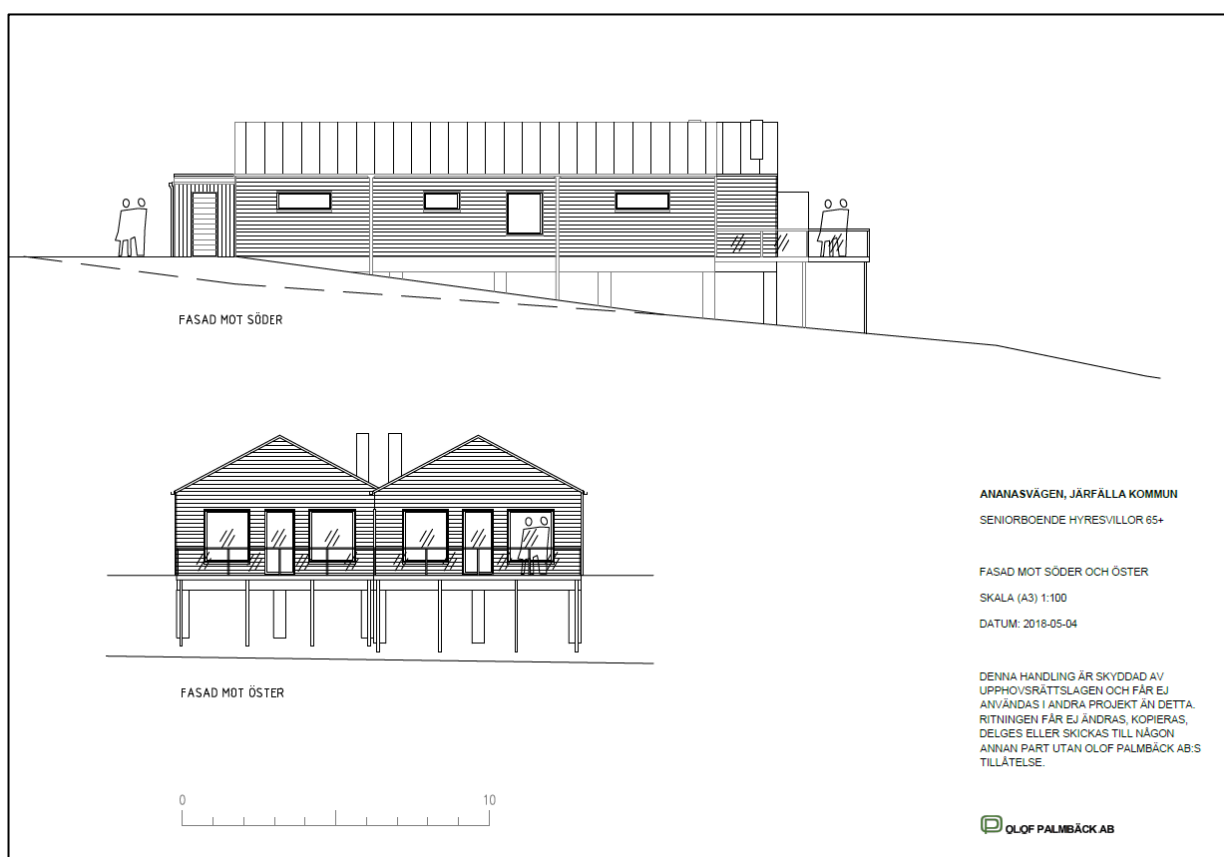 FASAD MOT SÖDER
FASAD MOT ÖSTER
0 10
ANANASVÄGEN, JÄRFÄLLA KOMMUN
SENIORBOENDE HYRESVILLOR 65+
FASAD MOT SÖDER OCH ÖSTER
SKALA (A3) 1:100
DATUM: 2018-05-04
DENNA HANDLING ÄR SKYDDAD AV
UPPHOVSRÄTTSLAGEN OCH FÅR EJ
ANVÄNDAS I ANDRA PROJEKT ÄN DETTA.
RITNINGEN FÅR EJ ÄNDRAS, KOPIERAS,
DELGES ELLER SKICKAS TILL NÅGON
ANNAN PART UTAN OLOF PALMBÄCK AB:S
TILLÅTELSE.
OLOF PALMBÄCK AB